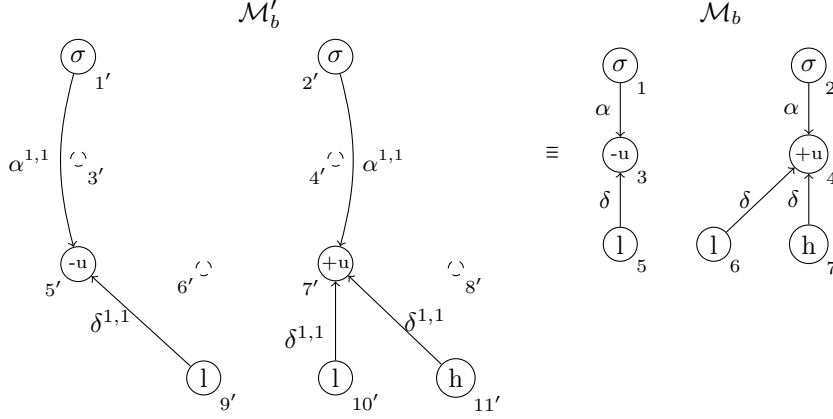 𝓜′_b 𝓜_b
σ σ σ σ
1′ 2′ 1 2
α α
α^{1,1} 3′ 4′ α^{1,1} ≡ -u +u
3 4
δ δ δ
-u +u l l h
5′ 6′ 7′ 8′ 5 6 7
δ^{1,1} δ^{1,1} δ^{1,1}
l l h
9′ 10′ 11′